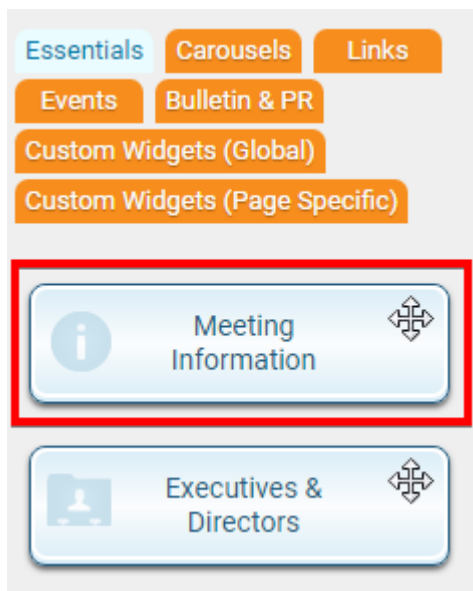 Essentials Carousels Links
Events Bulletin & PR
Custom Widgets (Global)
Custom Widgets (Page Specific)
Meeting
Information
Executives &
Directors